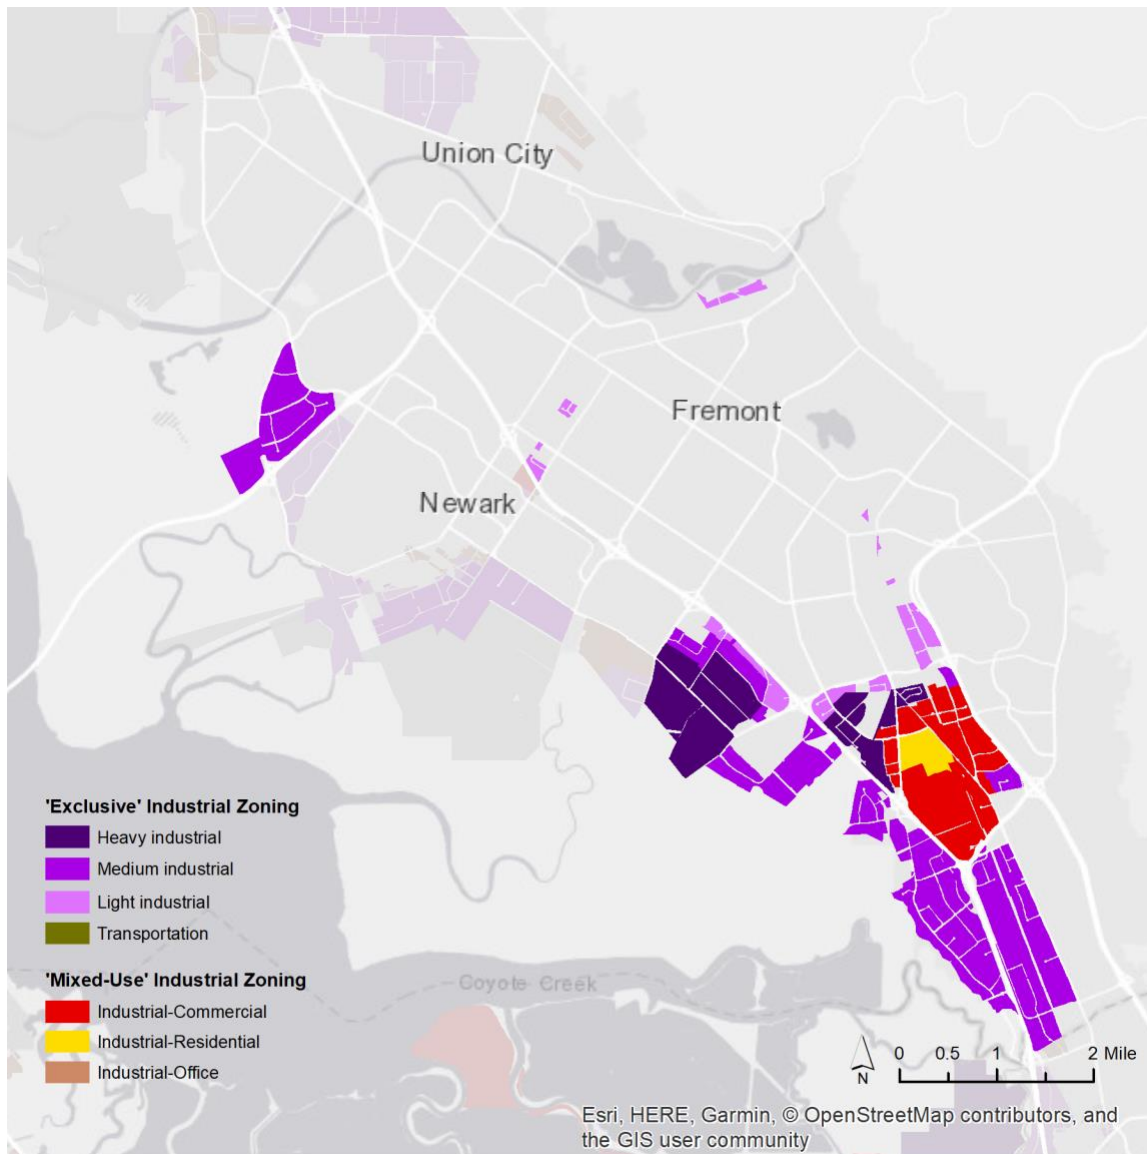 Union City
Fremont
Newark
'Exclusive' Industrial Zoning
Heavy industrial
Medium industrial
Light industrial
Transportation
'Mixed-Use' Industrial Zoning
Industrial-Commercial
Industrial-Residential
Industrial-Office
Coyote Creek
N
0 0.5 1 2 Mile
Esri, HERE, Garmin, © OpenStreetMap contributors, and
the GIS user community